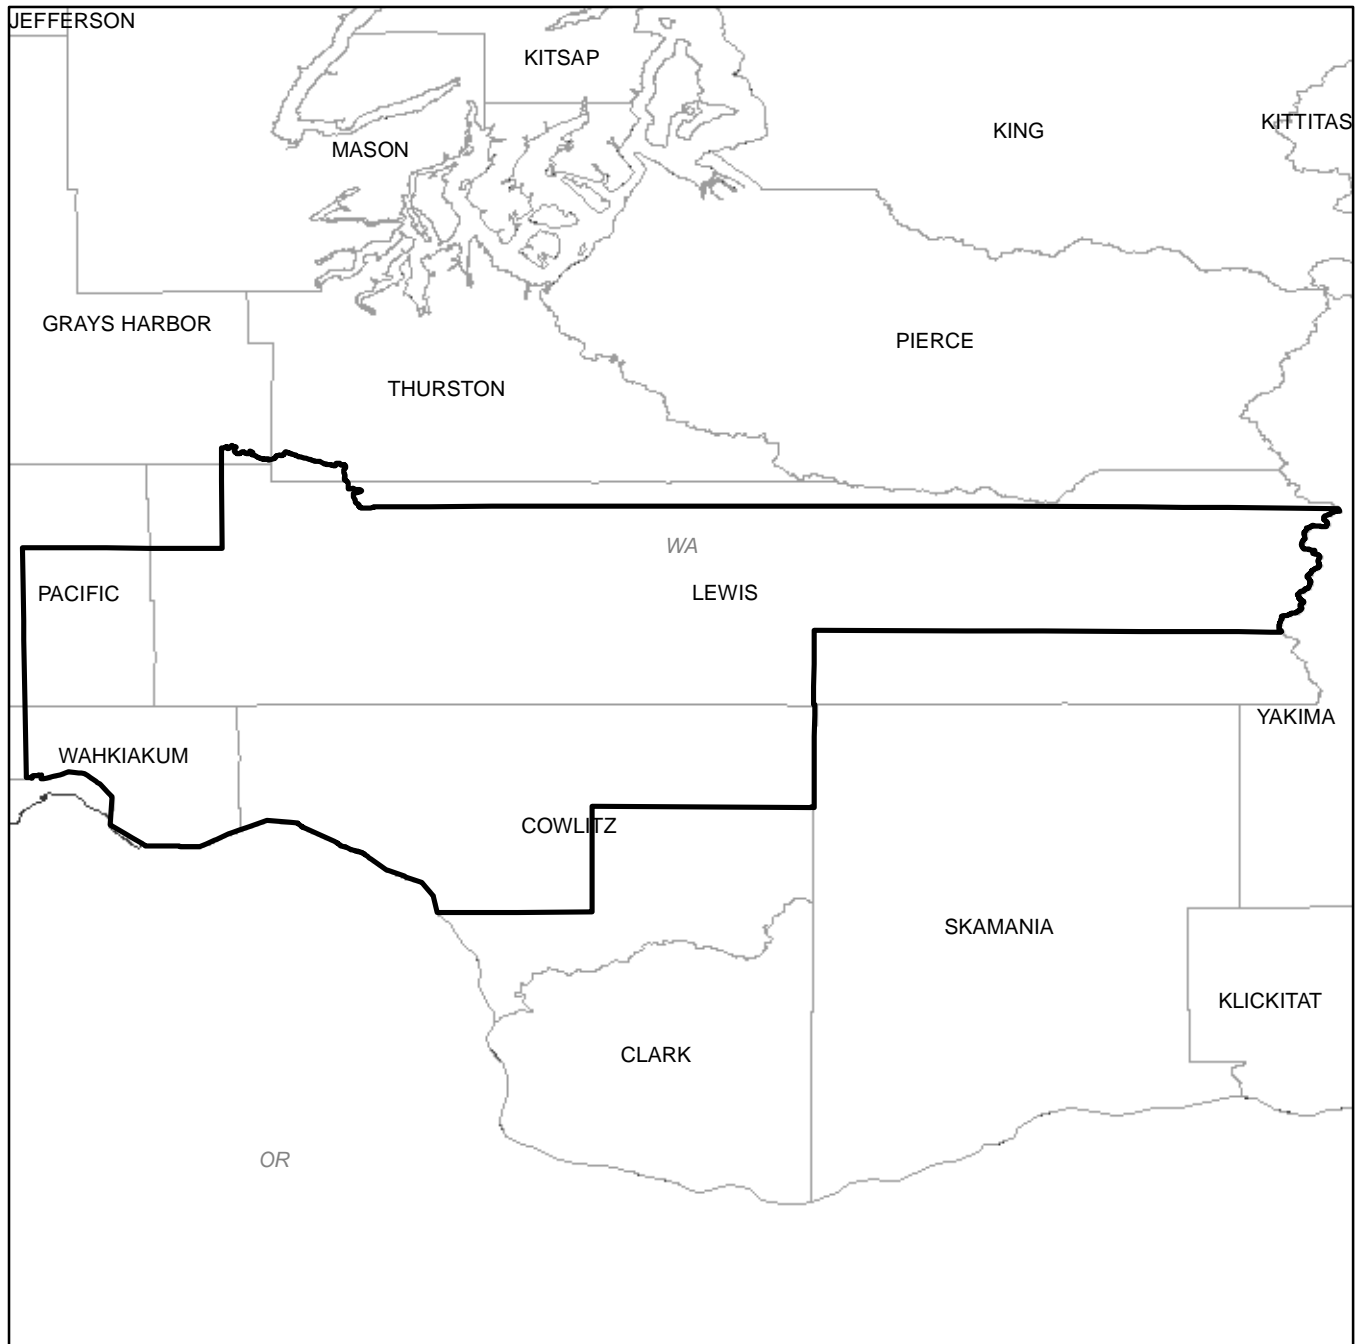 JEFFERSON
KITSAP
KING
KITTITAS
MASON
GRAYS HARBOR
PIERCE
THURSTON
WA
PACIFIC
LEWIS
YAKIMA
WAHKIAKUM
COWLITZ
SKAMANIA
KLICKITAT
CLARK
OR